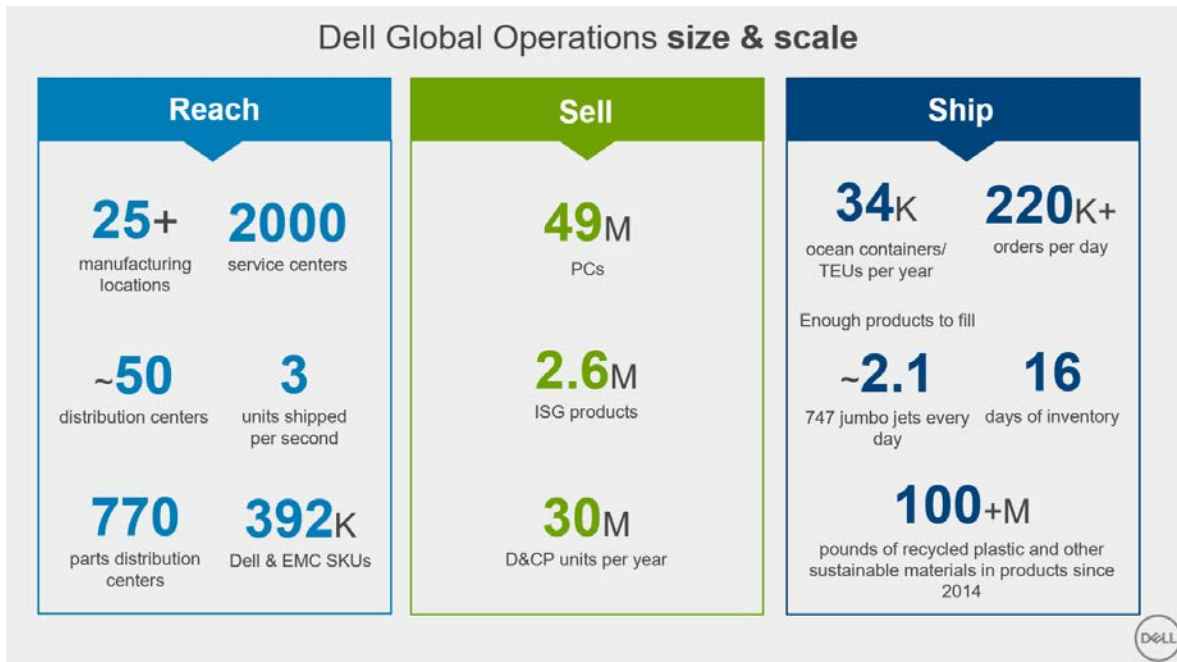 Dell Global Operations size & scale
Reach
25+
manufacturing
locations
2000
service centers
~50
distribution centers
3
units shipped
per second
770
parts distribution
centers
392K
Dell & EMC SKUs
Sell
49M
PCs
2.6M
ISG products
30M
D&CP units per year
Ship
34K
ocean containers/
TEUs per year
220K+
orders per day
Enough products to fill
~2.1
747 jumbo jets every
day
16
days of inventory
100+M
pounds of recycled plastic and other
sustainable materials in products since
2014
DELL